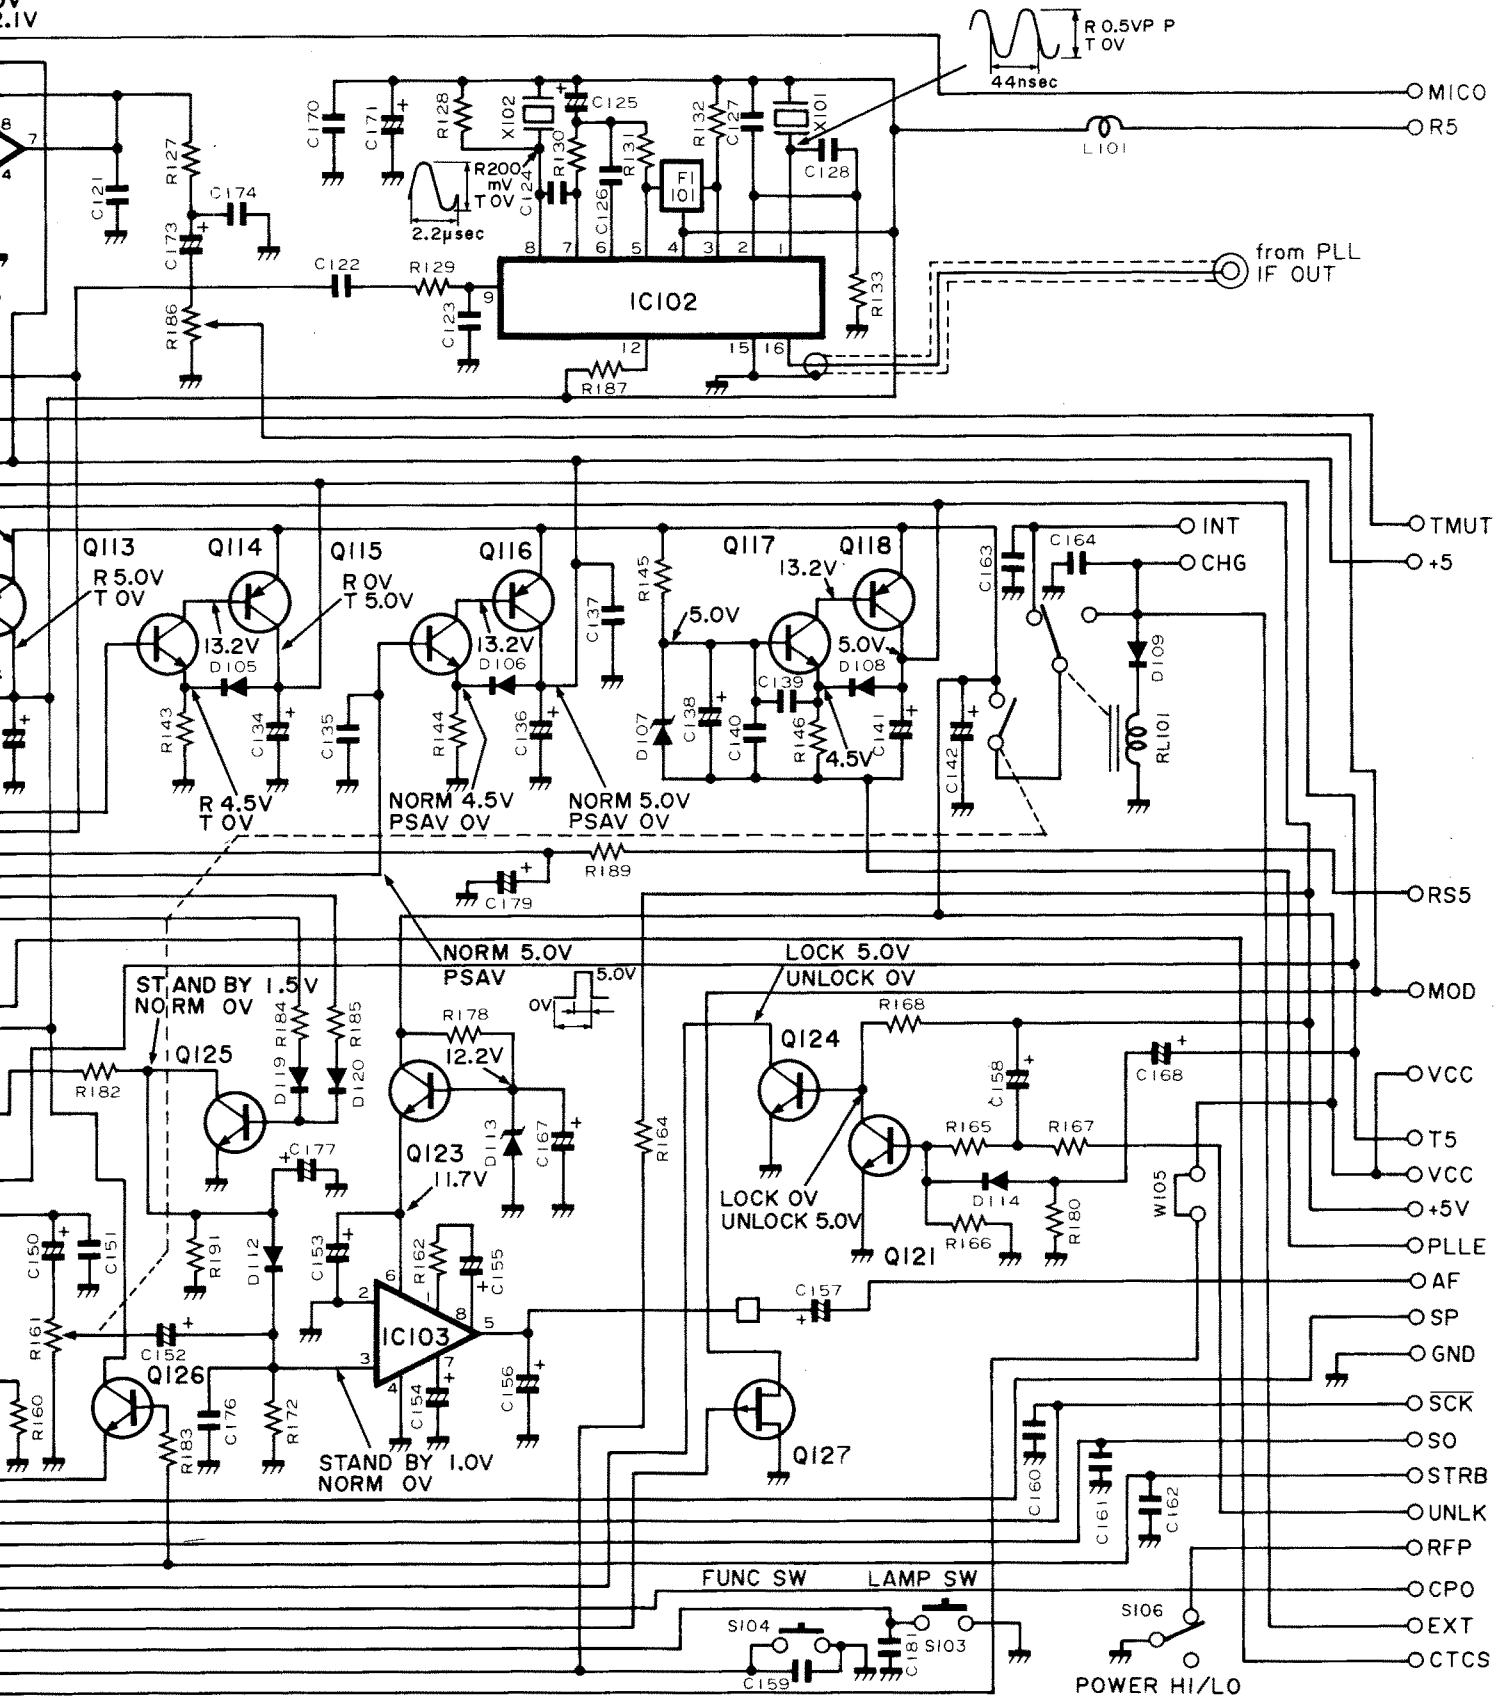 2.1V
R 0.5VP P
T 0V
44nsec
MICO
R5
L101
8
7
4
R127
C121
C174
C173
R186
C170
C171
+
R128
X102
+
C125
R130
R131
R132
C127
X101
C128
R200
mV
T 0V
C124
C126
FI
101
2.2μsec
8
7
6
5
4
3
2
1
C122
R129
9
C123
IC102
R133
from PLL
IF OUT
12
15
16
R187
Q113
Q114
Q115
Q116
Q117
Q118
R 5.0V
T 0V
R 0V
T 5.0V
13.2V
D105
R143
C134
+
R 4.5V
T 0V
13.2V
D106
C135
R144
C136
+
C137
NORM 4.5V
PSAV 0V
NORM 5.0V
PSAV 0V
R145
5.0V
13.2V
5.0V
D108
C139
D107
C138
+
C140
R146
C141
+
4.5V
C142
+
C163
C164
INT
CHG
D109
RL101
TMUT
+5
R189
C179
+
RS5
NORM 5.0V
PSAV
0V
5.0V
LOCK 5.0V
UNLOCK 0V
MOD
STAND BY 1.5V
NORM 0V
R184
R185
R182
Q125
D119
D120
C177
+
R178
12.2V
Q123
D113
C167
+
11.7V
R164
R168
Q124
C158
+
C168
+
VCC
R165
R167
T5
D114
R180
R166
W105
VCC
LOCK 0V
UNLOCK 5.0V
Q121
+5V
PLLE
C150
+
C151
R191
D112
C153
+
R162
C155
+
6
2
1
8
IC103
5
3
4
7
C157
+
AF
SP
GND
R161
C152
+
Q126
C154
+
C156
+
R160
R183
C176
R172
STAND BY 1.0V
NORM 0V
Q127
SCK
SO
STRB
UNLK
RFP
CPO
EXT
CTCS
C160
C161
C162
FUNC SW
LAMP SW
S104
C159
C181
S103
S106
POWER HI/LO